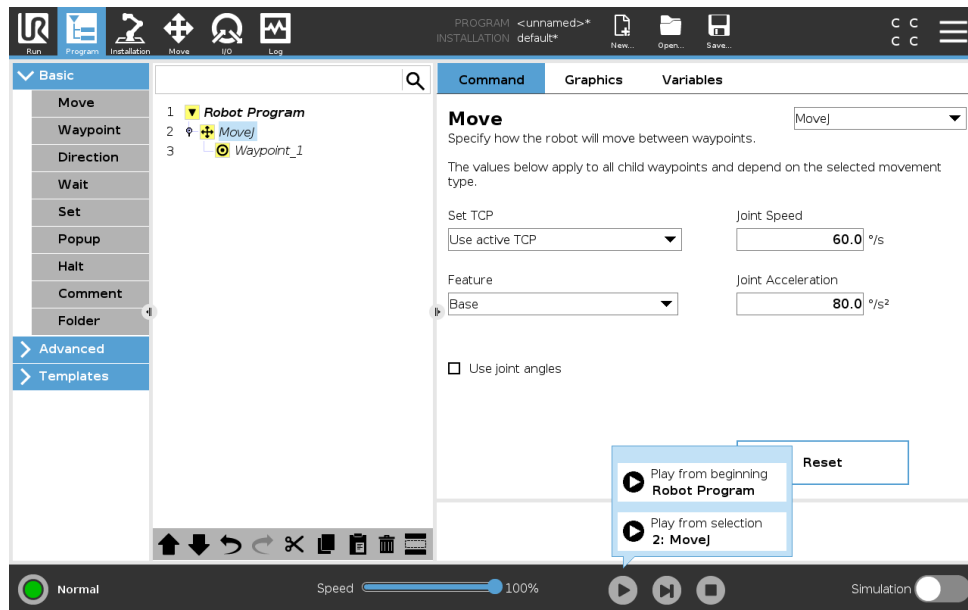 PROGRAM <unnamed>*
INSTALLATION default*
UR
Run
Program
Installation
Move
I/O
Log
New...
Open...
Save...
C C
C C
Basic
Move
Waypoint
Direction
Wait
Set
Popup
Halt
Comment
Folder
Advanced
Templates
1 Robot Program
2 MoveJ
3 Waypoint_1
Command Graphics Variables
Move
MoveJ
Specify how the robot will move between waypoints.
The values below apply to all child waypoints and depend on the selected movement
type.
Set TCP
Use active TCP
Joint Speed
60.0 °/s
Feature
Base
Joint Acceleration
80.0 °/s²
Use joint angles
Reset
Play from beginning
Robot Program
Play from selection
2: MoveJ
Normal
Speed 100%
Simulation